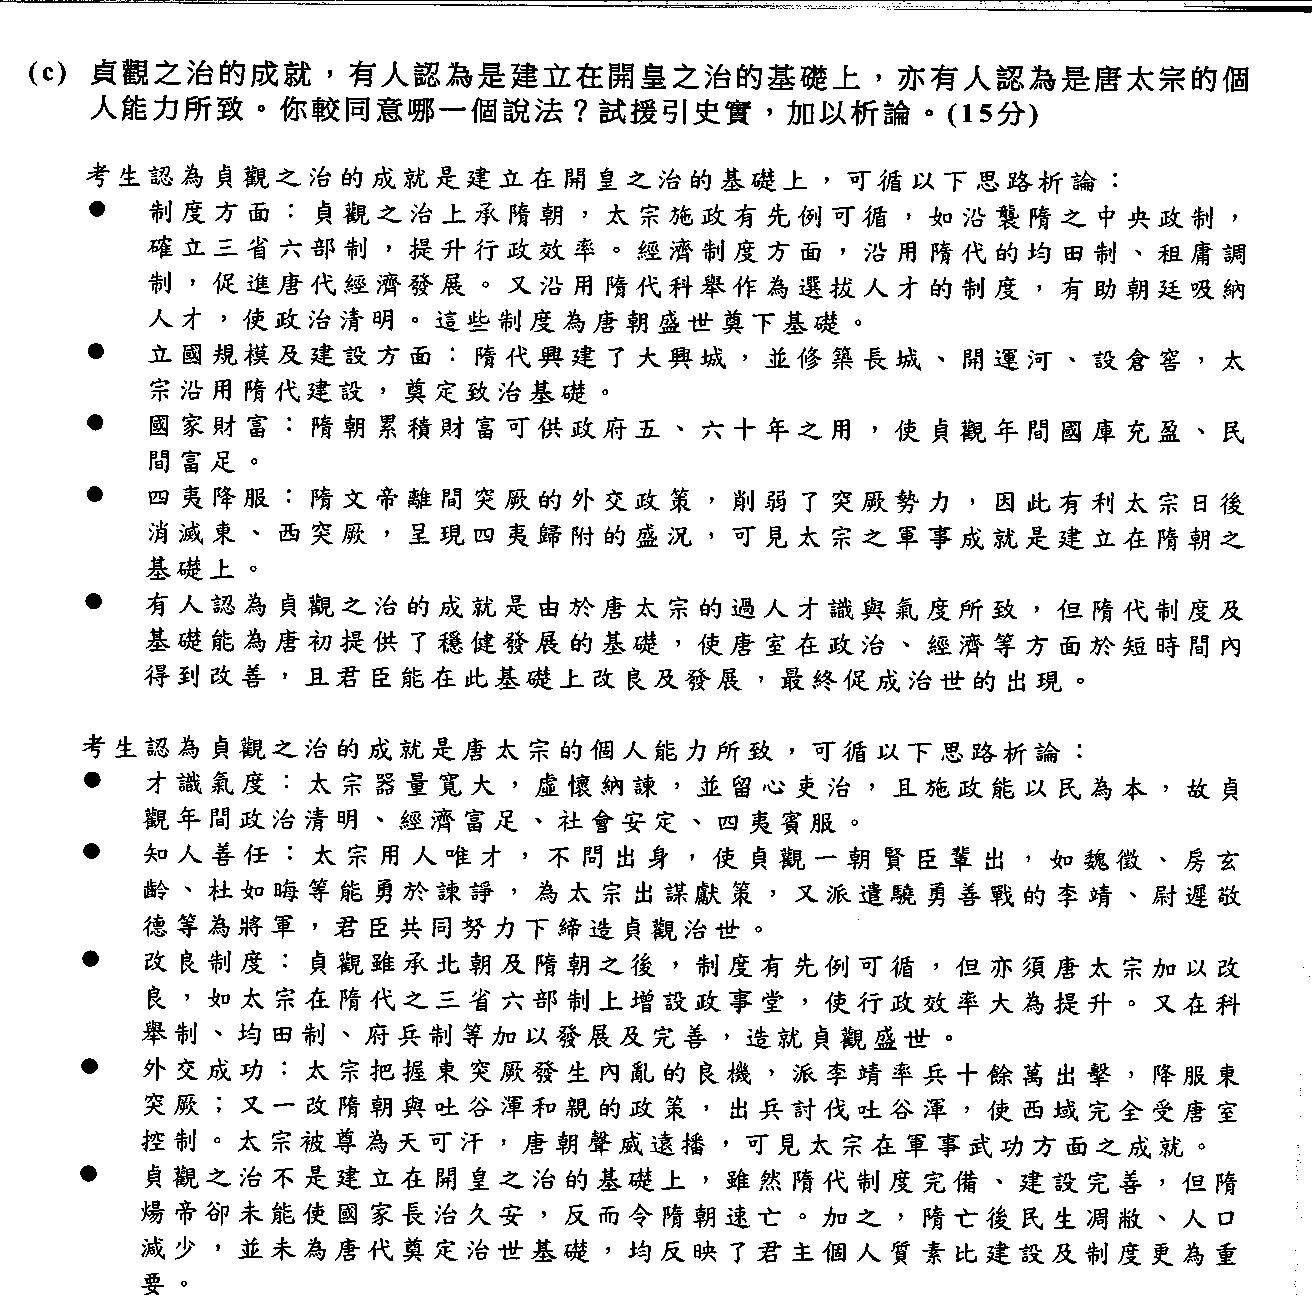 (c) 貞觀之治的成就，有人認為是建立在開皇之治的基礎上，亦有人認為是唐太宗的個
人能力所致。你較同意哪一個說法？試援引史實，加以析論。(15分)
考生認為貞觀之治的成就是建立在開皇之治的基礎上，可循以下思路析論：
● 制度方面：貞觀之治上承隋朝，太宗施政有先例可循，如沿襲隋之中央政制，
確立三省六部制，提升行政效率。經濟制度方面，沿用隋代的均田制、租庸調
制，促進唐代經濟發展。又沿用隋代科舉作為選拔人才的制度，有助朝廷吸納
人才，使政治清明。這些制度為唐朝盛世奠下基礎。
● 立國規模及建設方面：隋代興建了大興城，並修築長城、開運河、設倉窖，太
宗沿用隋代建設，奠定致治基礎。
● 國家財富：隋朝累積財富可供政府五、六十年之用，使貞觀年間國庫充盈、民
間富足。
● 四夷降服：隋文帝離間突厥的外交政策，削弱了突厥勢力，因此有利太宗日後
消滅東、西突厥，呈現四夷歸附的盛況，可見太宗之軍事成就是建立在隋朝之
基礎上。
● 有人認為貞觀之治的成就是由於唐太宗的過人才識與氣度所致，但隋代制度及
基礎能為唐初提供了穩健發展的基礎，使唐室在政治、經濟等方面於短時間內
得到改善，且君臣能在此基礎上改良及發展，最終促成治世的出現。
考生認為貞觀之治的成就是唐太宗的個人能力所致，可循以下思路析論：
● 才識氣度：太宗器量寬大，虛懷納諫，並留心吏治，且施政能以民為本，故貞
觀年間政治清明、經濟富足、社會安定、四夷賓服。
● 知人善任：太宗用人唯才，不問出身，使貞觀一朝賢臣輩出，如魏徵、房玄
齡、杜如晦等能勇於諫諍，為太宗出謀獻策，又派遣驍勇善戰的李靖、尉遲敬
德等為將軍，君臣共同努力下締造貞觀治世。
● 改良制度：貞觀雖承北朝及隋朝之後，制度有先例可循，但亦須唐太宗加以改
良，如太宗在隋代之三省六部制上增設政事堂，使行政效率大為提升。又在科
舉制、均田制、府兵制等加以發展及完善，造就貞觀盛世。
● 外交成功：太宗把握東突厥發生內亂的良機，派李靖率兵十餘萬出擊，降服東
突厥；又一改隋朝與吐谷渾和親的政策，出兵討伐吐谷渾，使西域完全受唐室
控制。太宗被尊為天可汗，唐朝聲威遠播，可見太宗在軍事武功方面之成就。
● 貞觀之治不是建立在開皇之治的基礎上，雖然隋代制度完備、建設完善，但隋
煬帝卻未能使國家長治久安，反而令隋朝速亡。加之，隋亡後民生凋敝、人口
減少，並未為唐代奠定治世基礎，均反映了君主個人質素比建設及制度更為重
要。